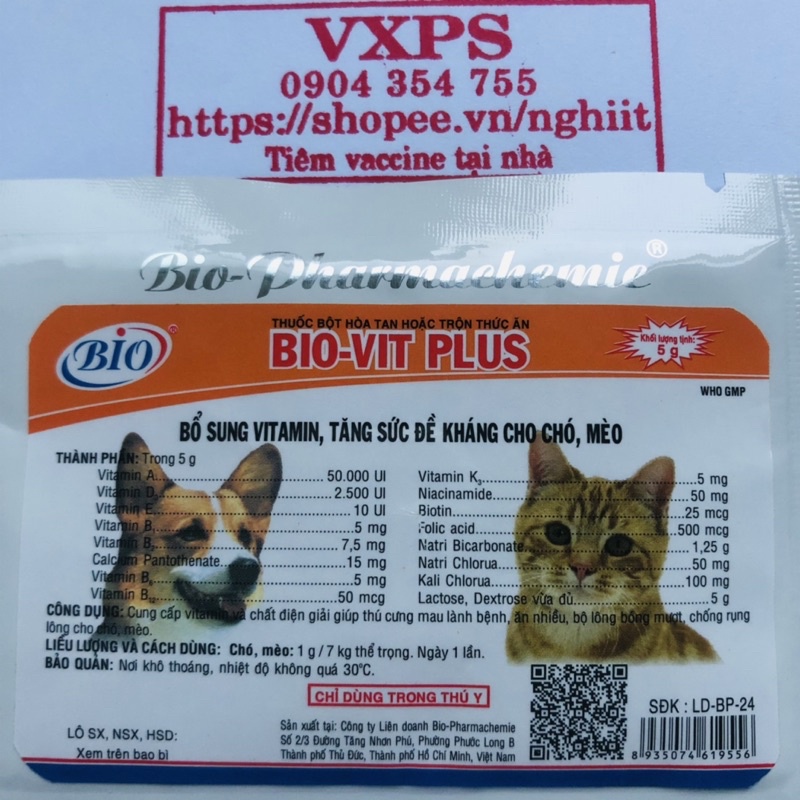 VXPS
0904 354 755
https://shopee.vn/nghiit
Tiêm vaccine tại nhà
Bio-Pharmachemie®
BIO®
THUỐC BỘT HÒA TAN HOẶC TRỘN THỨC ĂN
BIO-VIT PLUS
Khối lượng tịnh:
5 g
WHO GMP
BỔ SUNG VITAMIN, TĂNG SỨC ĐỀ KHÁNG CHO CHÓ, MÈO
THÀNH PHẦN: Trong 5 g
Vitamin A 50.000 UI
Vitamin D 2.500 UI
Vitamin E 10 UI
Vitamin B 5 mg
Vitamin B 7,5 mg
Calcium Pantothenate 15 mg
Vitamin B 5 mg
Vitamin B 50 mcg
Vitamin K₃ 5 mg
Niacinamide 50 mg
Biotin 25 mcg
Folic acid 500 mcg
Natri Bicarbonate 1,25 g
Natri Chlorua 50 mg
Kali Chlorua 100 mg
Lactose, Dextrose vừa đủ 5 g
CÔNG DỤNG: Cung cấp vitamin và chất điện giải giúp thú cưng mau lành bệnh, ăn nhiều, bộ lông bóng mượt, chống rụng
lông cho chó, mèo.
LIỀU LƯỢNG VÀ CÁCH DÙNG: Chó, mèo: 1 g / 7 kg thể trọng. Ngày 1 lần.
BẢO QUẢN: Nơi khô thoáng, nhiệt độ không quá 30°C.
CHỈ DÙNG TRONG THÚ Y
LÔ SX, NSX, HSD:
Xem trên bao bì
Sản xuất tại: Công ty Liên doanh Bio-Pharmachemie
Số 2/3 Đường Tăng Nhơn Phú, Phường Phước Long B
Thành phố Thủ Đức, Thành phố Hồ Chí Minh, Việt Nam
SĐK : LD-BP-24
8 935074 619556